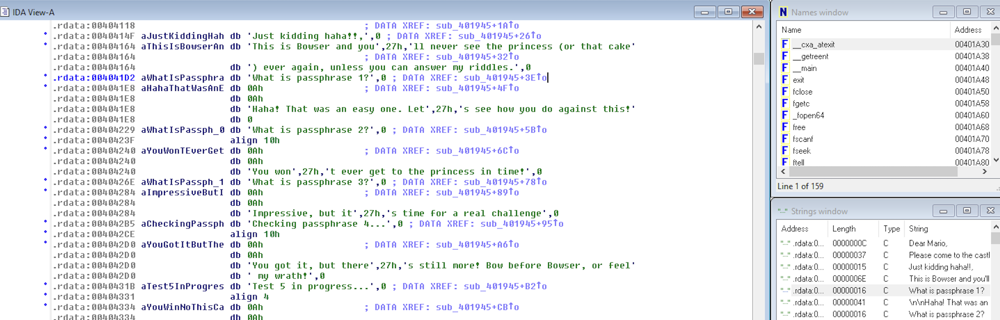 IDA View-A
.rdata:00404118 ; DATA XREF: sub_401945+1A↑o
.rdata:0040414F aJustKiddingHah db 'Just kidding haha!!,',0 ; DATA XREF: sub_401945+26↑o
.rdata:00404164 aThisIsBowserAn db 'This is Bowser and you',27h,'ll never see the princess (or that cake'
.rdata:00404164 ; DATA XREF: sub_401945+32↑o
.rdata:00404164 db ') ever again, unless you can answer my riddles.',0
.rdata:004041D2 aWhatIsPassphra db 'What is passphrase 1?',0 ; DATA XREF: sub_401945+3E↑o
.rdata:004041E8 aHahaThatWasAnE db 0Ah ; DATA XREF: sub_401945+4F↑o
.rdata:004041E8 db 0Ah
.rdata:004041E8 db 'Haha! That was an easy one. Let',27h,'s see how you do against this!'
.rdata:004041E8 db 0
.rdata:00404229 aWhatIsPassph_0 db 'What is passphrase 2?',0 ; DATA XREF: sub_401945+5B↑o
.rdata:0040423F align 10h
.rdata:00404240 aYouWonTEverGet db 0Ah ; DATA XREF: sub_401945+6C↑o
.rdata:00404240 db 0Ah
.rdata:00404240 db 'You won',27h,'t ever get to the princess in time!',0
.rdata:0040426E aWhatIsPassph_1 db 'What is passphrase 3?',0 ; DATA XREF: sub_401945+78↑o
.rdata:00404284 aImpressiveButI db 0Ah ; DATA XREF: sub_401945+89↑o
.rdata:00404284 db 0Ah
.rdata:00404284 db 'Impressive, but it',27h,'s time for a real challenge',0
.rdata:004042B5 aCheckingPassph db 'Checking passphrase 4...',0 ; DATA XREF: sub_401945+95↑o
.rdata:004042CE align 10h
.rdata:004042D0 aYouGotItButThe db 0Ah ; DATA XREF: sub_401945+A6↑o
.rdata:004042D0 db 0Ah
.rdata:004042D0 db 'You got it, but there',27h,'s still more! Bow before Bowser, or feel'
.rdata:004042D0 db ' my wrath!',0
.rdata:0040431B aTest5InProgres db 'Test 5 in progress...',0 ; DATA XREF: sub_401945+B2↑o
.rdata:00404331 align 4
.rdata:00404334 aYouWinNoThisCa db 0Ah ; DATA XREF: sub_401945+CB↑o
.rdata:00404334 db 0Ah
N Names window
Name Address
F __cxa_atexit 00401A30
F __getreent 00401A38
F __main 00401A40
F exit 00401A48
F fclose 00401A50
F fgetc 00401A58
F _fopen64 00401A60
F free 00401A68
F fscanf 00401A70
F fseek 00401A78
F ftell 00401A80
Line 1 of 159
"..." Strings window
Address Length Type String
"..." .rdata:0... 0000000C C Dear Mario,
"..." .rdata:0... 00000037 C Please come to the castl
"..." .rdata:0... 00000015 C Just kidding haha!!,
"..." .rdata:0... 0000006E C This is Bowser and you'll
"..." .rdata:0... 00000016 C What is passphrase 1?
"..." .rdata:0... 00000041 C \n\nHaha! That was an
"..." .rdata:0... 00000016 C What is passphrase 2?